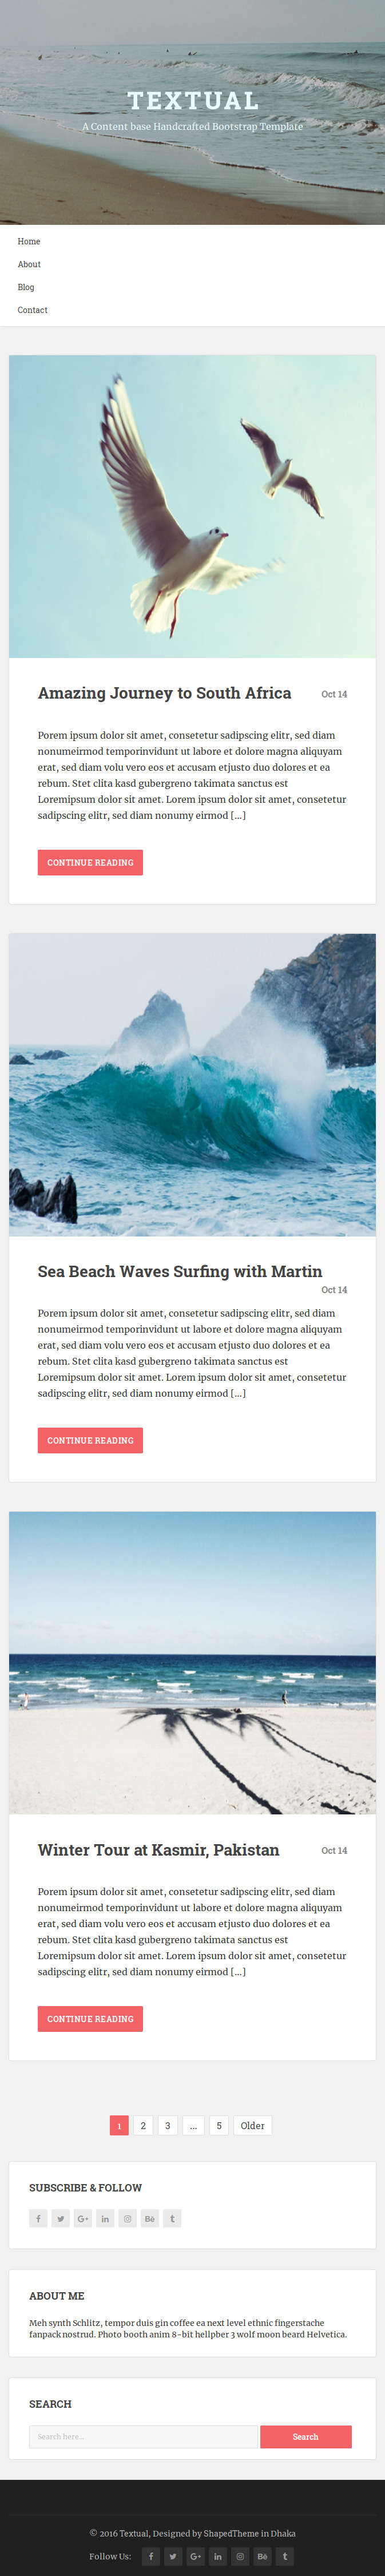 TEXTUAL
A Content base Handcrafted Bootstrap Template
Home
About
Blog
Contact
Amazing Journey to South Africa
Oct 14
Porem ipsum dolor sit amet, consetetur sadipscing elitr, sed diam
nonumeirmod temporinvidunt ut labore et dolore magna aliquyam
erat, sed diam volu vero eos et accusam etjusto duo dolores et ea
rebum. Stet clita kasd gubergreno takimata sanctus est
Loremipsum dolor sit amet. Lorem ipsum dolor sit amet, consetetur
sadipscing elitr, sed diam nonumy eirmod [...]
CONTINUE READING
Sea Beach Waves Surfing with Martin
Oct 14
Porem ipsum dolor sit amet, consetetur sadipscing elitr, sed diam
nonumeirmod temporinvidunt ut labore et dolore magna aliquyam
erat, sed diam volu vero eos et accusam etjusto duo dolores et ea
rebum. Stet clita kasd gubergreno takimata sanctus est
Loremipsum dolor sit amet. Lorem ipsum dolor sit amet, consetetur
sadipscing elitr, sed diam nonumy eirmod [...]
CONTINUE READING
Winter Tour at Kasmir, Pakistan
Oct 14
Porem ipsum dolor sit amet, consetetur sadipscing elitr, sed diam
nonumeirmod temporinvidunt ut labore et dolore magna aliquyam
erat, sed diam volu vero eos et accusam etjusto duo dolores et ea
rebum. Stet clita kasd gubergreno takimata sanctus est
Loremipsum dolor sit amet. Lorem ipsum dolor sit amet, consetetur
sadipscing elitr, sed diam nonumy eirmod [...]
CONTINUE READING
1 2 3 ... 5 Older
SUBSCRIBE & FOLLOW
ABOUT ME
Meh synth Schlitz, tempor duis gin coffee ea next level ethnic fingerstache
fanpack nostrud. Photo booth anim 8-bit hellpber 3 wolf moon beard Helvetica.
SEARCH
Search here...
Search
© 2016 Textual, Designed by ShapedTheme in Dhaka
Follow Us: